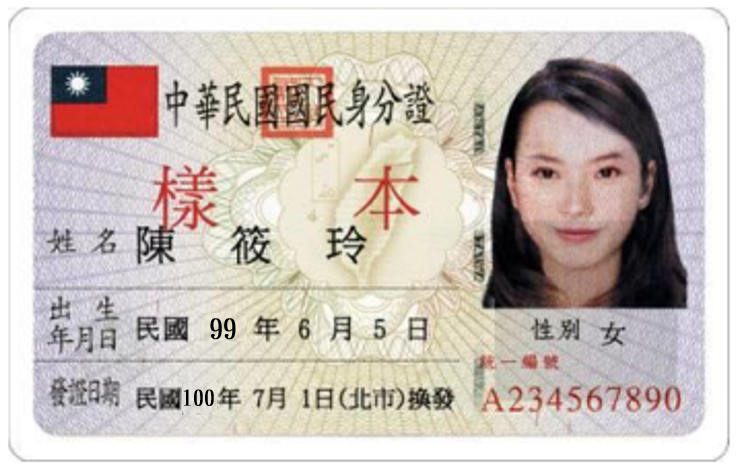 中華民國國民身分證
樣本
姓名 陳筱玲
出生年月日 民國 99 年 6 月 5 日
性別 女
發證日期 民國100年 7月 1日(北市)換發
統一編號
A234567890